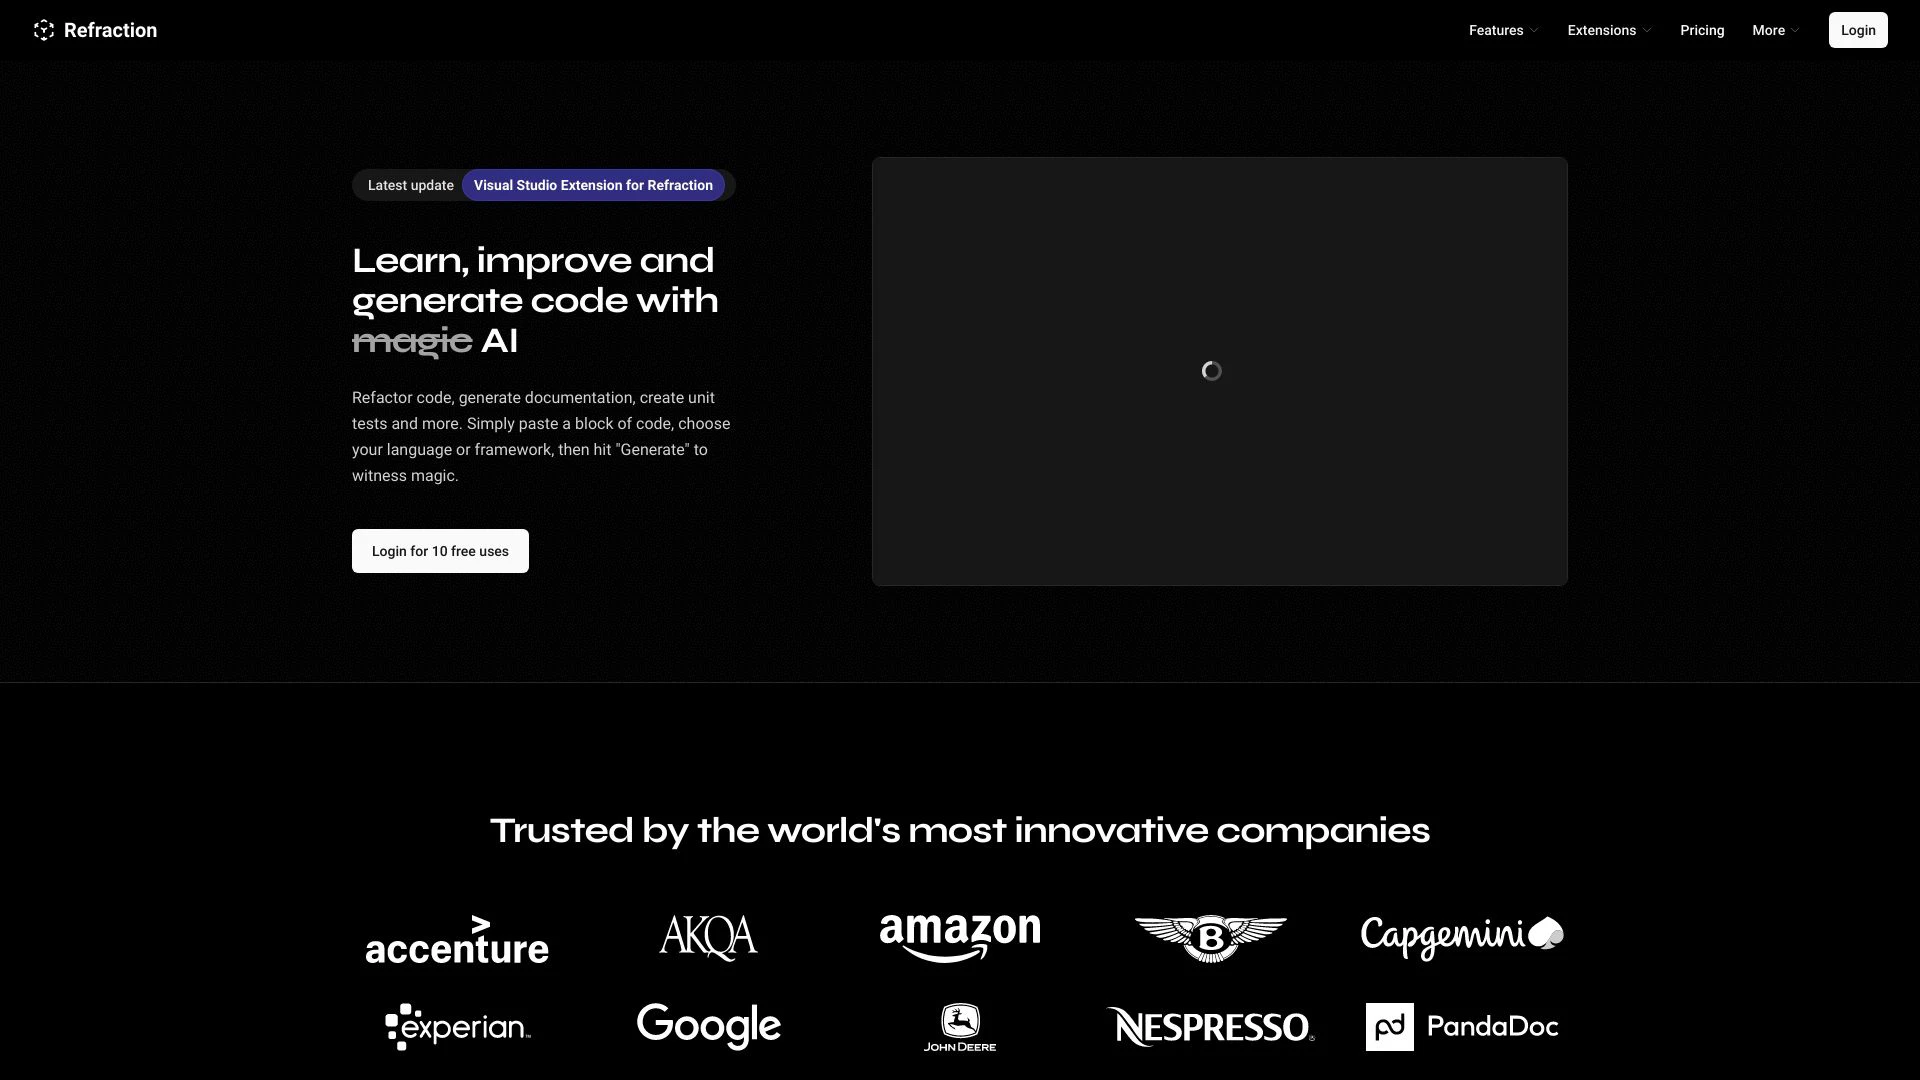 Refraction
Features
Extensions
Pricing
More
Login
Latest update
Visual Studio Extension for Refraction
Learn, improve and
generate code with
magic AI
Refactor code, generate documentation, create unit
tests and more. Simply paste a block of code, choose
your language or framework, then hit "Generate" to
witness magic.
Login for 10 free uses
Trusted by the world's most innovative companies
accenture
AKQA
amazon
B
Capgemini
experian™
Google
JOHN DEERE
NESPRESSO
pd PandaDoc